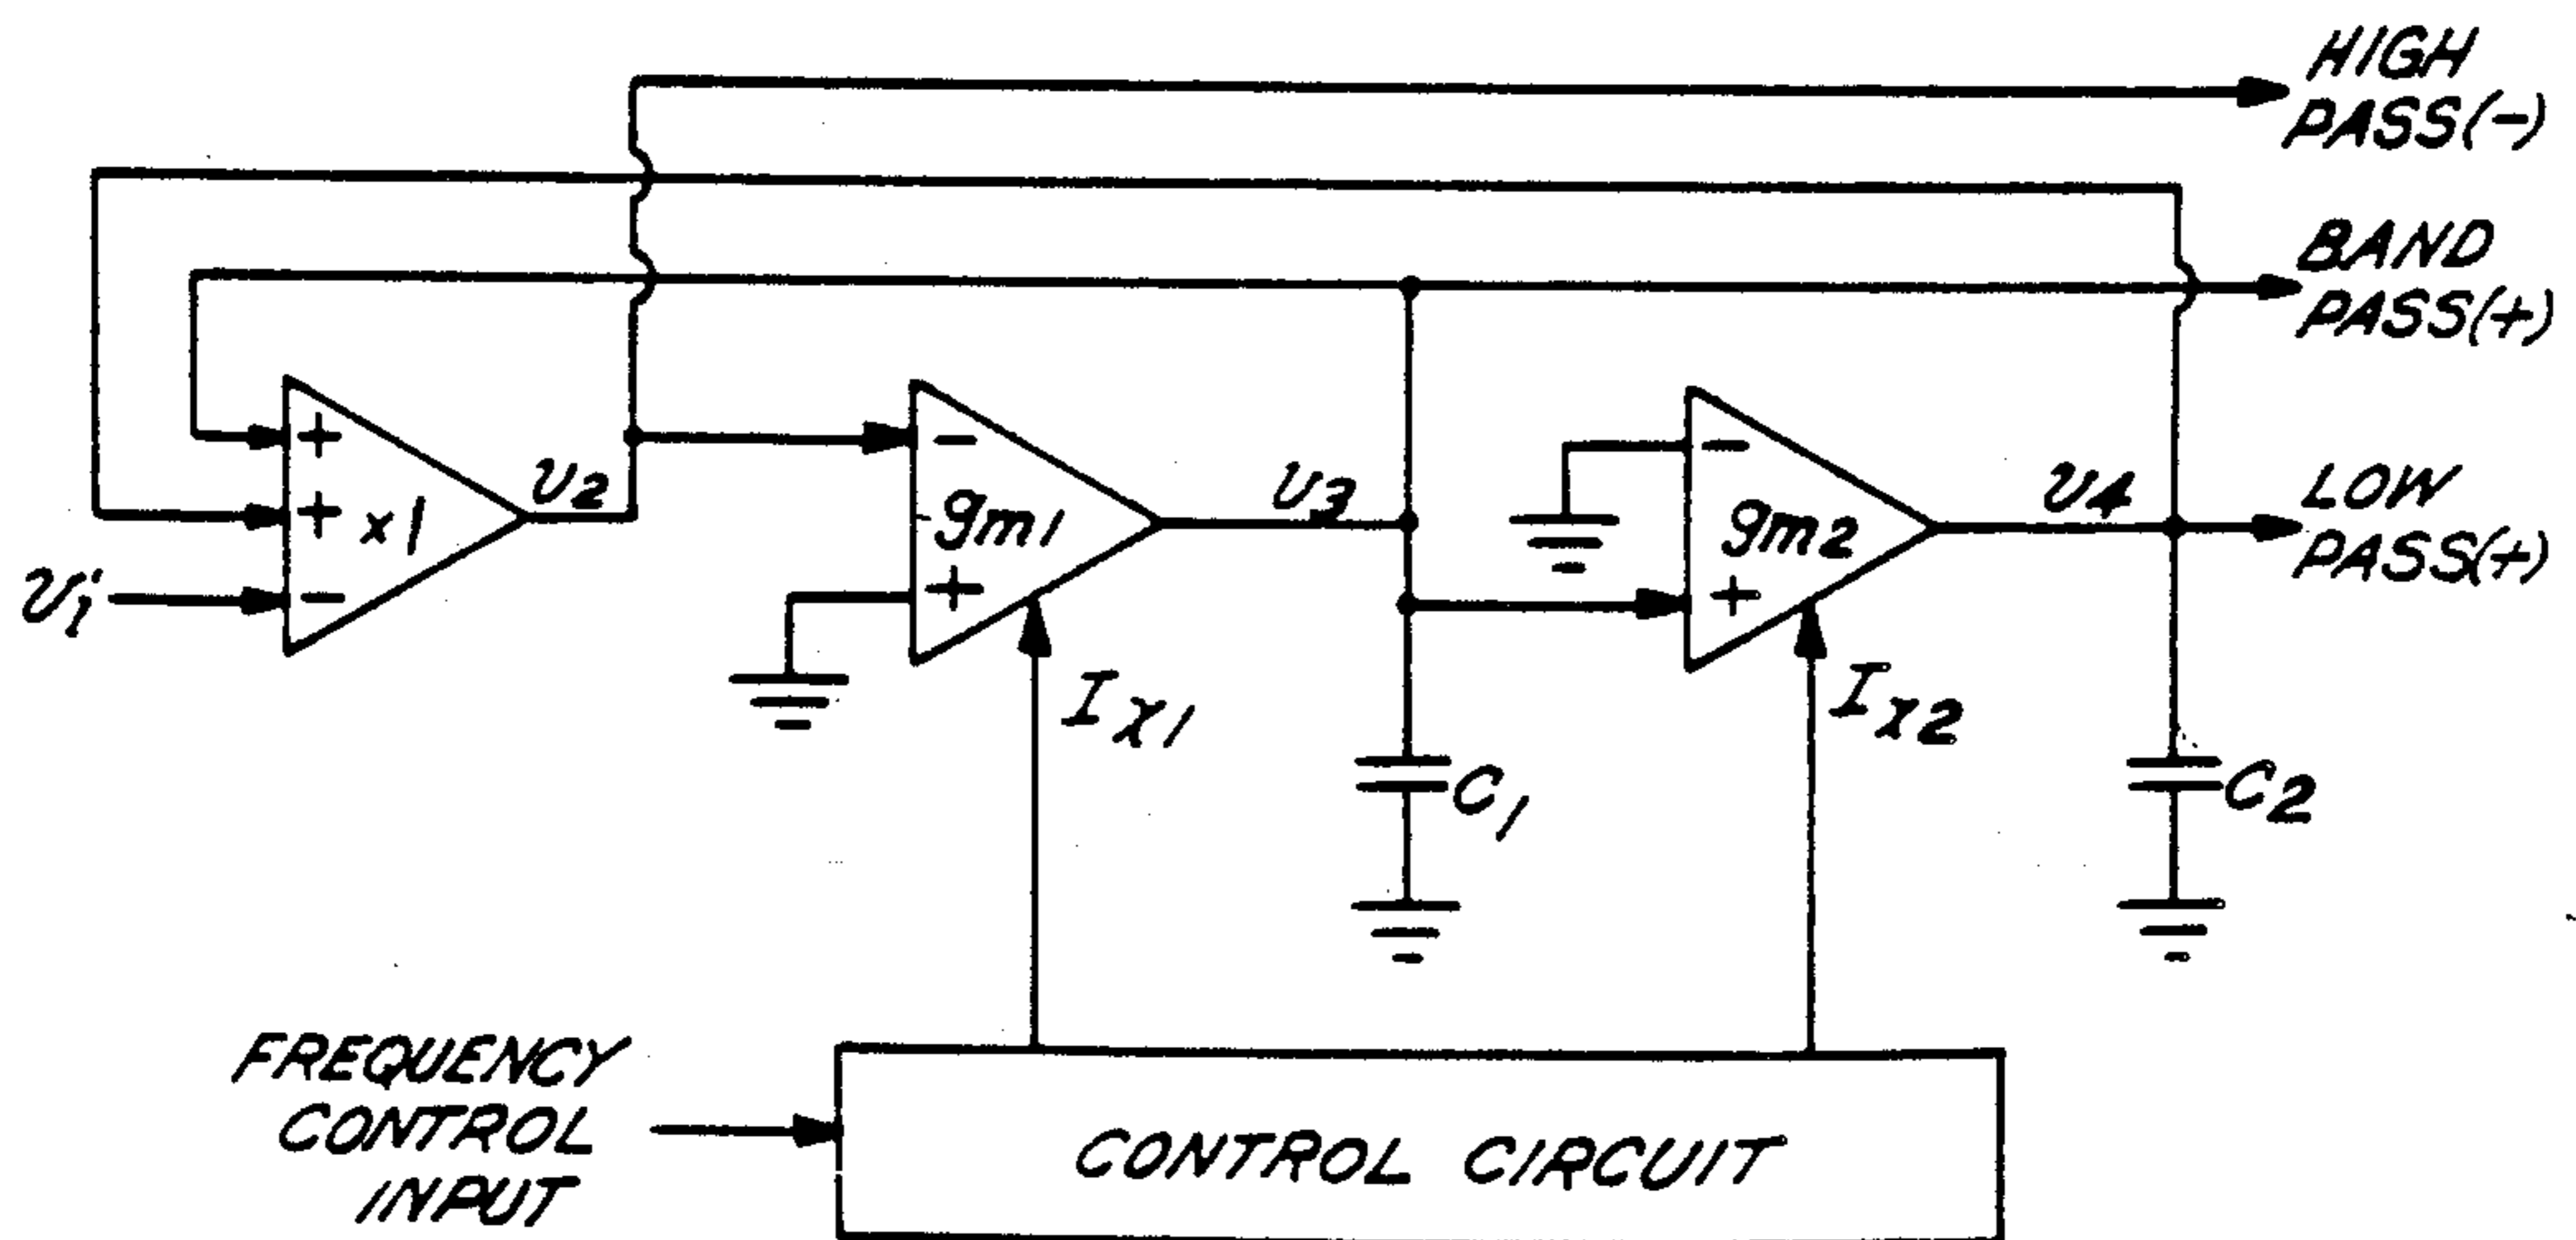 HIGH
PASS(-)
BAND
PASS(+)
+
+
x1
-
vi
v2
-
gm1
+
v3
-
gm2
+
v4
LOW
PASS(+)
IX1
IX2
C1
C2
FREQUENCY
CONTROL
INPUT
CONTROL CIRCUIT